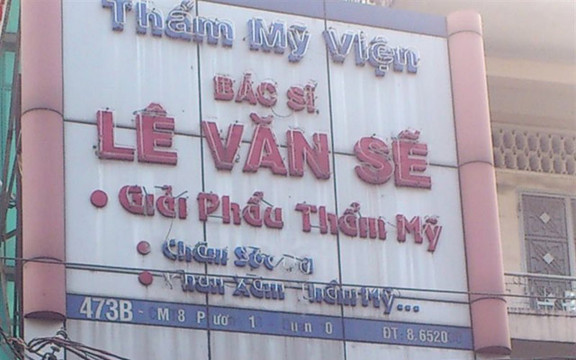 Thẩm Mỹ Viện
BÁC SĨ
LÊ VĂN SẼ
• Giải Phẫu Thẩm Mỹ
• Chăm Sóc
• Xăm Thẩm Mỹ...
473B - ĐT: 8.6520